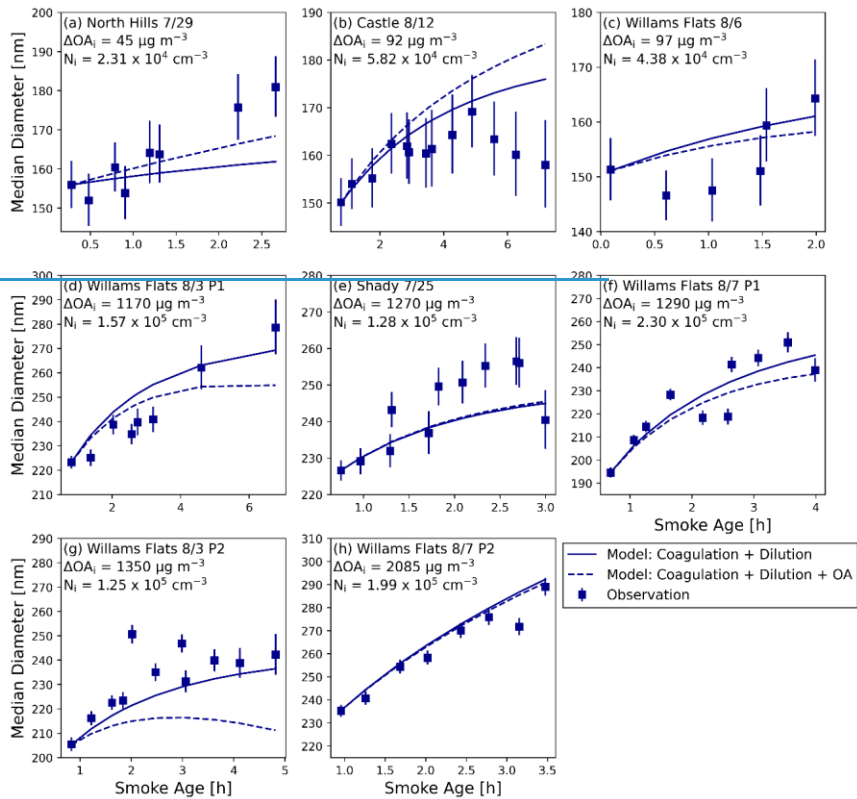 (a) North Hills 7/29
ΔOAᵢ = 45 μg m⁻³
Nᵢ = 2.31 x 10⁴ cm⁻³
200
190
180
170
160
150
Median Diameter [nm]
0.5 1.0 1.5 2.0 2.5
(b) Castle 8/12
ΔOAᵢ = 92 μg m⁻³
Nᵢ = 5.82 x 10⁴ cm⁻³
190
180
170
160
150
2 4 6
(c) Willams Flats 8/6
ΔOAᵢ = 97 μg m⁻³
Nᵢ = 4.38 x 10⁴ cm⁻³
180
170
160
150
140
0.0 0.5 1.0 1.5 2.0
(d) Willams Flats 8/3 P1
ΔOAᵢ = 1170 μg m⁻³
Nᵢ = 1.57 x 10⁵ cm⁻³
300
290
280
270
260
250
240
230
220
210
Median Diameter [nm]
2 4 6
(e) Shady 7/25
ΔOAᵢ = 1270 μg m⁻³
Nᵢ = 1.28 x 10⁵ cm⁻³
280
270
260
250
240
230
220
1.0 1.5 2.0 2.5 3.0
(f) Willams Flats 8/7 P1
ΔOAᵢ = 1290 μg m⁻³
Nᵢ = 2.30 x 10⁵ cm⁻³
280
270
260
250
240
230
220
210
200
190
180
1 2 3 4
Smoke Age [h]
(g) Willams Flats 8/3 P2
ΔOAᵢ = 1350 μg m⁻³
Nᵢ = 1.25 x 10⁵ cm⁻³
290
280
270
260
250
240
230
220
210
200
Median Diameter [nm]
1 2 3 4 5
Smoke Age [h]
(h) Willams Flats 8/7 P2
ΔOAᵢ = 2085 μg m⁻³
Nᵢ = 1.99 x 10⁵ cm⁻³
310
300
290
280
270
260
250
240
230
220
1.0 1.5 2.0 2.5 3.0 3.5
Smoke Age [h]
Model: Coagulation + Dilution
Model: Coagulation + Dilution + OA
Observation